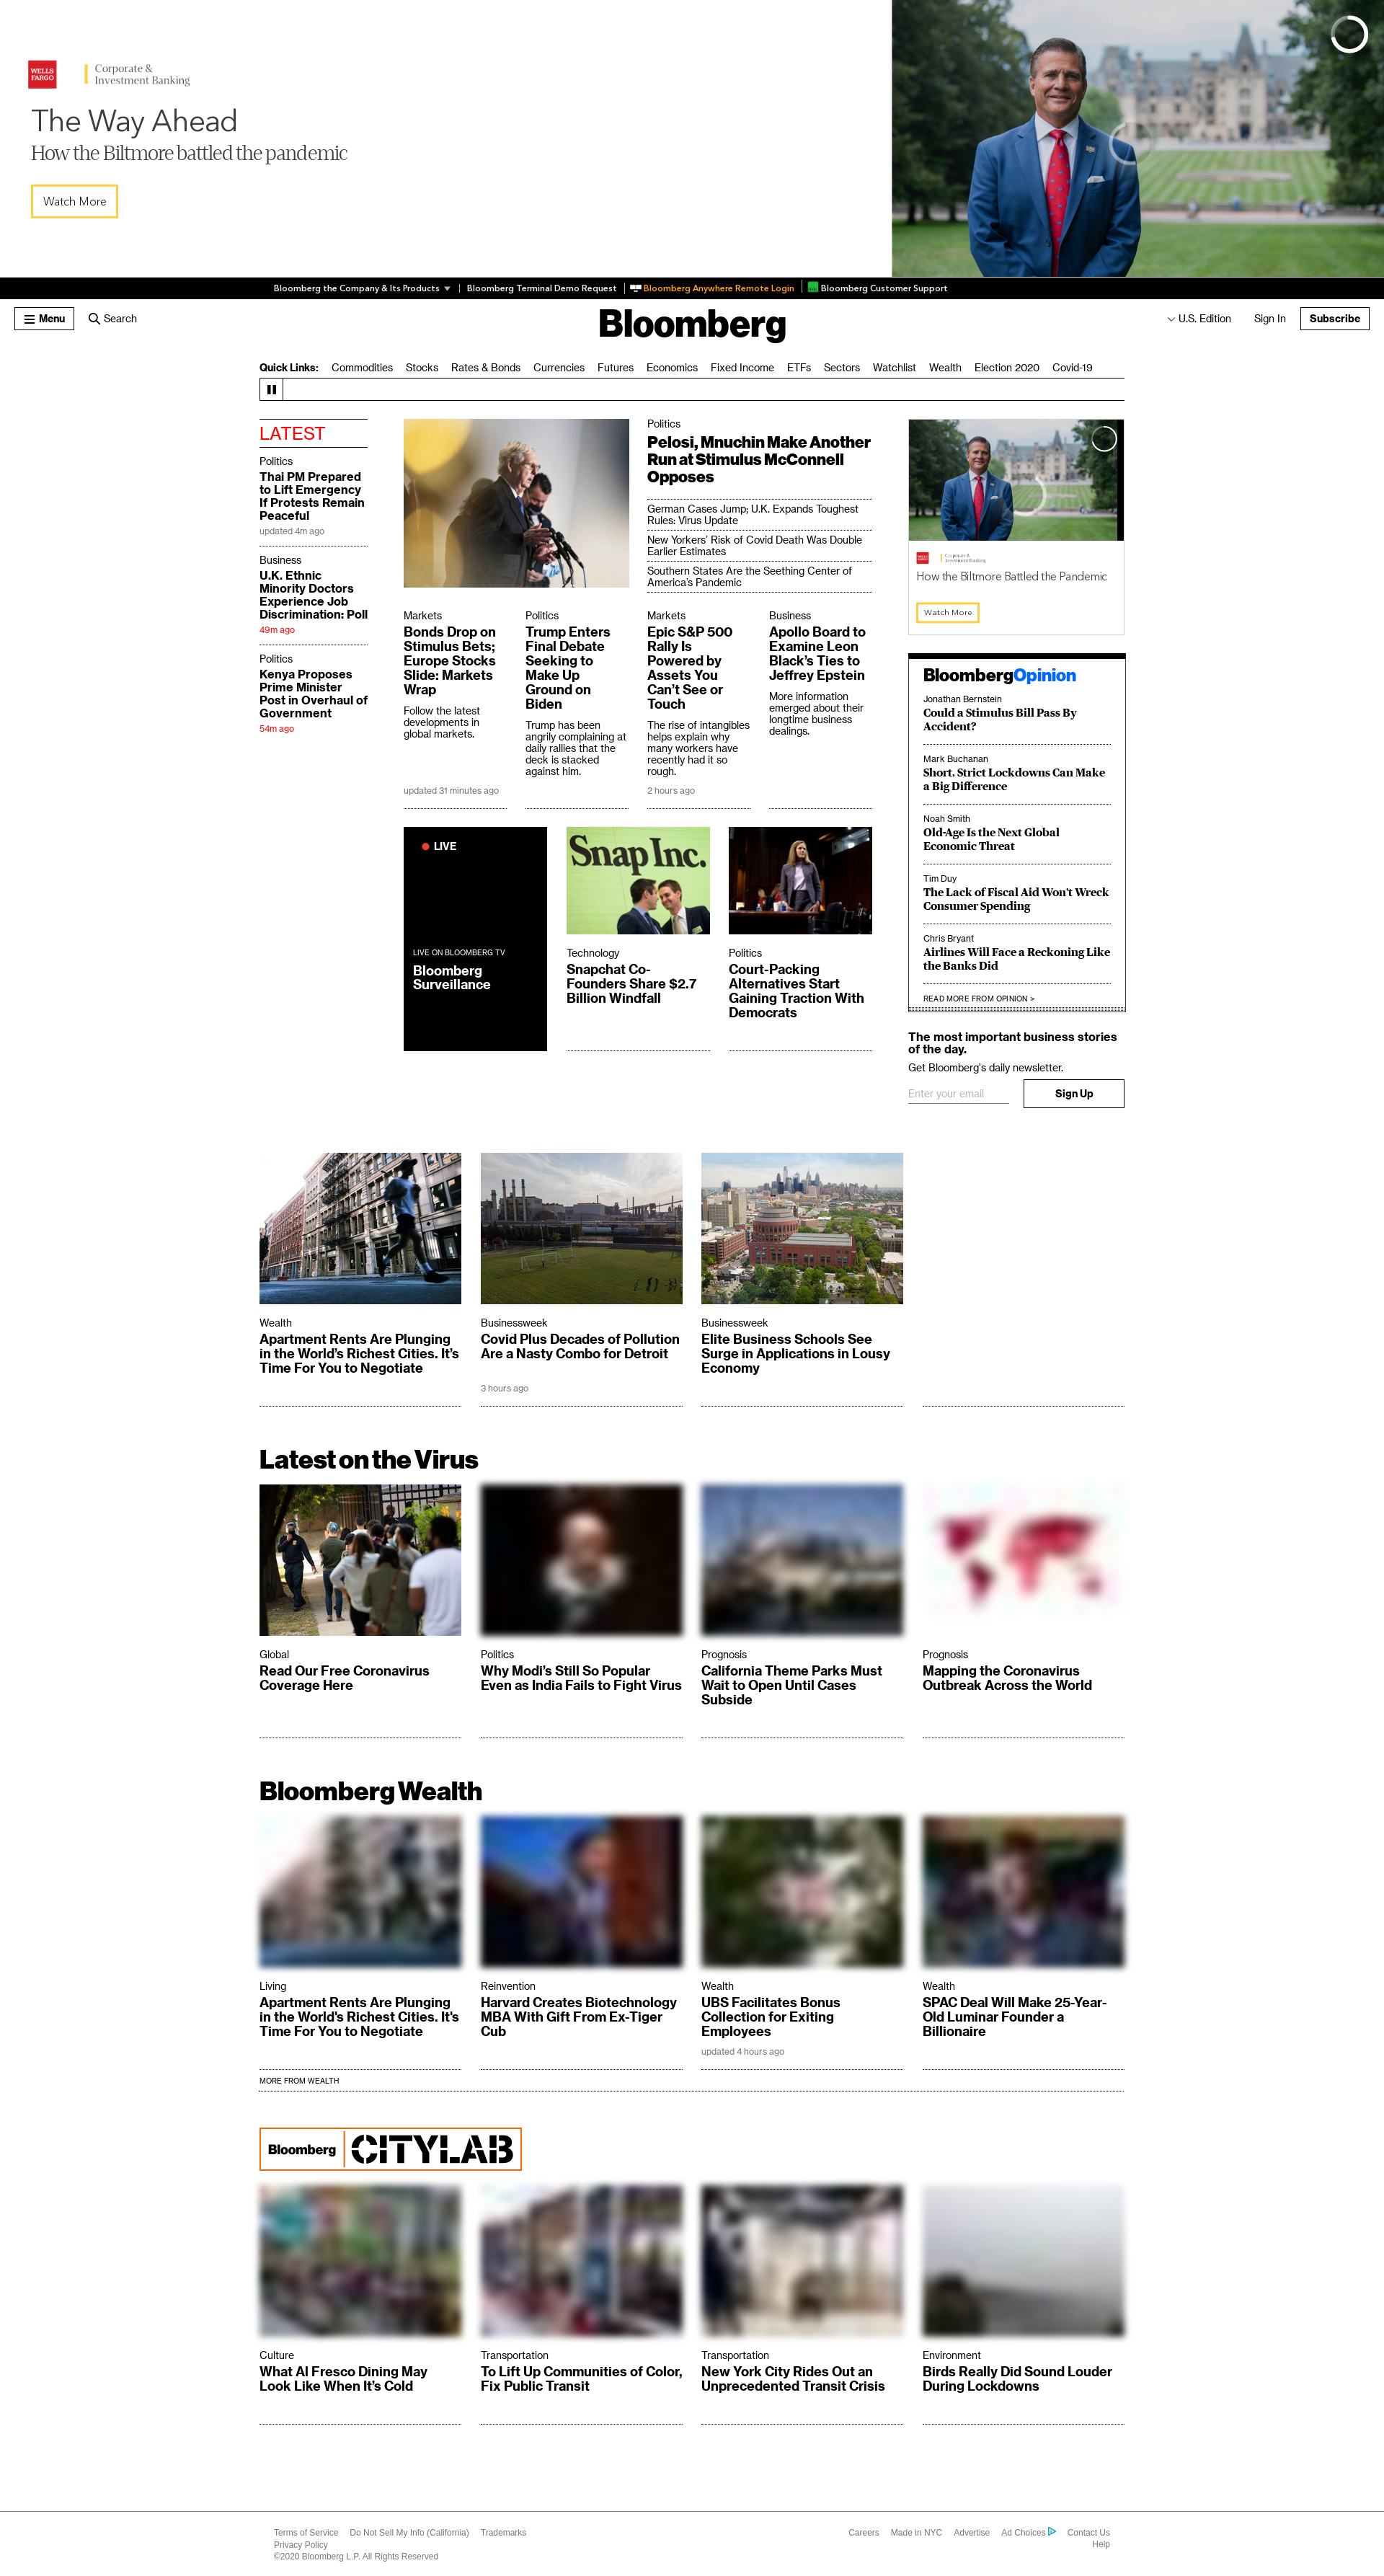 WELLS
FARGO
Corporate &
Investment Banking
The Way Ahead
How the Biltmore battled the pandemic
Watch More
Bloomberg the Company & Its Products
Bloomberg Terminal Demo Request
Bloomberg Anywhere Remote Login
Bloomberg Customer Support
Menu
Search
Bloomberg
U.S. Edition
Sign In
Subscribe
Quick Links: Commodities Stocks Rates & Bonds Currencies Futures Economics Fixed Income ETFs Sectors Watchlist Wealth Election 2020 Covid-19
LATEST
Politics
Thai PM Prepared
to Lift Emergency
If Protests Remain
Peaceful
updated 4m ago
Business
U.K. Ethnic
Minority Doctors
Experience Job
Discrimination: Poll
49m ago
Politics
Kenya Proposes
Prime Minister
Post in Overhaul of
Government
54m ago
Politics
Pelosi, Mnuchin Make Another
Run at Stimulus McConnell
Opposes
German Cases Jump; U.K. Expands Toughest
Rules: Virus Update
New Yorkers' Risk of Covid Death Was Double
Earlier Estimates
Southern States Are the Seething Center of
America's Pandemic
Markets
Bonds Drop on
Stimulus Bets;
Europe Stocks
Slide: Markets
Wrap
Follow the latest
developments in
global markets.
updated 31 minutes ago
Politics
Trump Enters
Final Debate
Seeking to
Make Up
Ground on
Biden
Trump has been
angrily complaining at
daily rallies that the
deck is stacked
against him.
Markets
Epic S&P 500
Rally Is
Powered by
Assets You
Can't See or
Touch
The rise of intangibles
helps explain why
many workers have
recently had it so
rough.
2 hours ago
Business
Apollo Board to
Examine Leon
Black's Ties to
Jeffrey Epstein
More information
emerged about their
longtime business
dealings.
LIVE
LIVE ON BLOOMBERG TV
Bloomberg
Surveillance
Snap Inc.
Technology
Snapchat Co-
Founders Share $2.7
Billion Windfall
Politics
Court-Packing
Alternatives Start
Gaining Traction With
Democrats
Corporate &
Investment Banking
How the Biltmore Battled the Pandemic
Watch More
BloombergOpinion
Jonathan Bernstein
Could a Stimulus Bill Pass By
Accident?
Mark Buchanan
Short, Strict Lockdowns Can Make
a Big Difference
Noah Smith
Old-Age Is the Next Global
Economic Threat
Tim Duy
The Lack of Fiscal Aid Won't Wreck
Consumer Spending
Chris Bryant
Airlines Will Face a Reckoning Like
the Banks Did
READ MORE FROM OPINION >
The most important business stories
of the day.
Get Bloomberg's daily newsletter.
Enter your email
Sign Up
Wealth
Apartment Rents Are Plunging
in the World's Richest Cities. It's
Time For You to Negotiate
Businessweek
Covid Plus Decades of Pollution
Are a Nasty Combo for Detroit
3 hours ago
Businessweek
Elite Business Schools See
Surge in Applications in Lousy
Economy
Latest on the Virus
Global
Read Our Free Coronavirus
Coverage Here
Politics
Why Modi's Still So Popular
Even as India Fails to Fight Virus
Prognosis
California Theme Parks Must
Wait to Open Until Cases
Subside
Prognosis
Mapping the Coronavirus
Outbreak Across the World
Bloomberg Wealth
Living
Apartment Rents Are Plunging
in the World's Richest Cities. It's
Time For You to Negotiate
Reinvention
Harvard Creates Biotechnology
MBA With Gift From Ex-Tiger
Cub
Wealth
UBS Facilitates Bonus
Collection for Exiting
Employees
updated 4 hours ago
Wealth
SPAC Deal Will Make 25-Year-
Old Luminar Founder a
Billionaire
MORE FROM WEALTH
Bloomberg CITYLAB
Culture
What Al Fresco Dining May
Look Like When It's Cold
Transportation
To Lift Up Communities of Color,
Fix Public Transit
Transportation
New York City Rides Out an
Unprecedented Transit Crisis
Environment
Birds Really Did Sound Louder
During Lockdowns
Terms of Service Do Not Sell My Info (California) Trademarks
Privacy Policy
©2020 Bloomberg L.P. All Rights Reserved
Careers Made in NYC Advertise Ad Choices Contact Us
Help